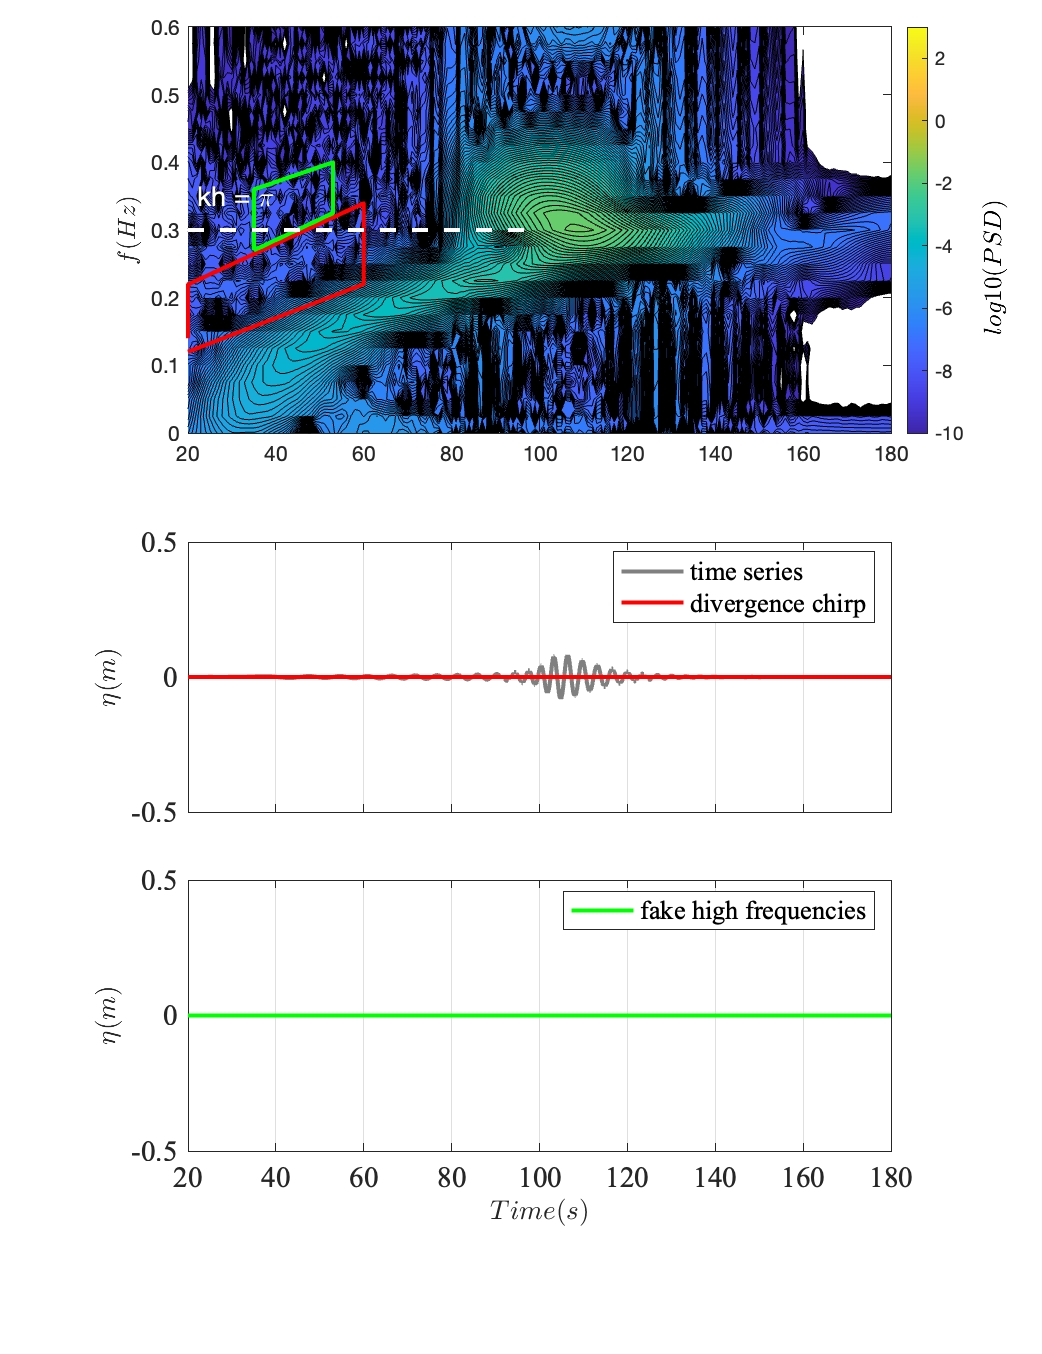 0.6
0.5
0.4
0.3
0.2
0.1
0
f(Hz)
kh = π
20 40 60 80 100 120 140 160 180
2
0
-2
-4
-6
-8
-10
log10(PSD)
0.5
0
-0.5
η(m)
time series
divergence chirp
0.5
0
-0.5
η(m)
fake high frequencies
20 40 60 80 100 120 140 160 180
Time(s)